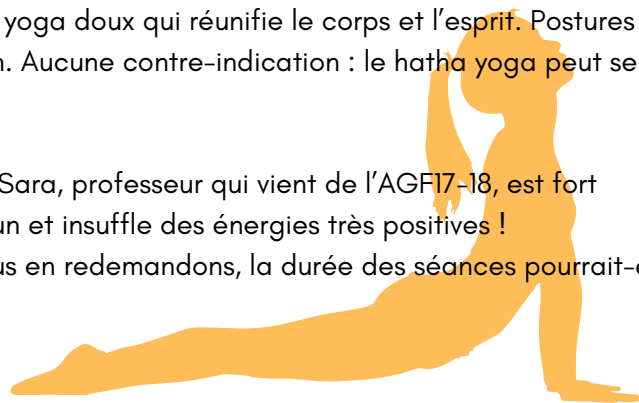 yoga doux qui réunifie le corps et l'esprit. Postures
. Aucune contre-indication : le hatha yoga peut se
Sara, professeur qui vient de l'AGF17-18, est fort
un et insuffle des énergies très positives !
us en redemandons, la durée des séances pourrait-e